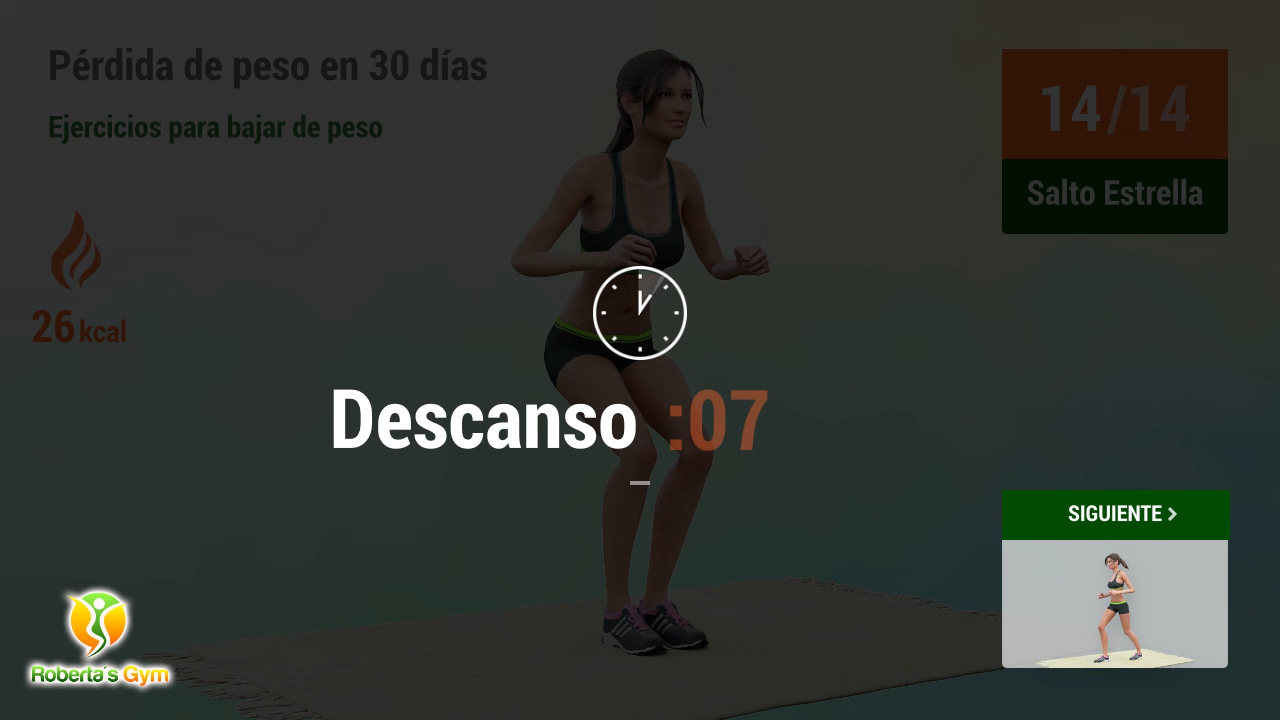 Pérdida de peso en 30 días
Ejercicios para bajar de peso
14/14
Salto Estrella
26 kcal
Descanso :07
SIGUIENTE >
Roberta´s Gym